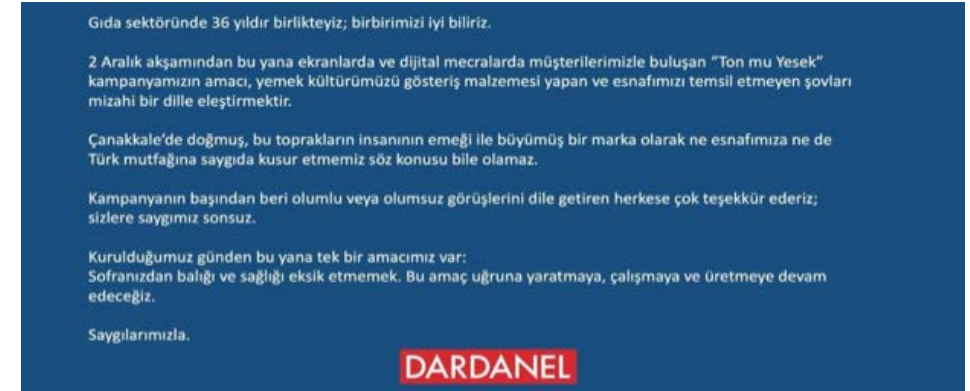 Gıda sektöründe 36 yıldır birlikteyiz; birbirimizi iyi biliriz.
2 Aralık akşamından bu yana ekranlarda ve dijital mecralarda müşterilerimizle buluşan “Ton mu Yesek”
kampanyamızın amacı, yemek kültürümüzü gösteriş malzemesi yapan ve esnafımızı temsil etmeyen şovları
mizahi bir dille eleştirmektir.
Çanakkale’de doğmuş, bu toprakların insanının emeği ile büyümüş bir marka olarak ne esnafımıza ne de
Türk mutfağına saygıda kusur etmemiz söz konusu bile olamaz.
Kampanyanın başından beri olumlu veya olumsuz görüşlerini dile getiren herkese çok teşekkür ederiz;
sizlere saygımız sonsuz.
Kurulduğumuz günden bu yana tek bir amacımız var:
Sofranızdan balığı ve sağlığı eksik etmemek. Bu amaç uğruna yaratmaya, çalışmaya ve üretmeye devam
edeceğiz.
Saygılarımızla.
DARDANEL